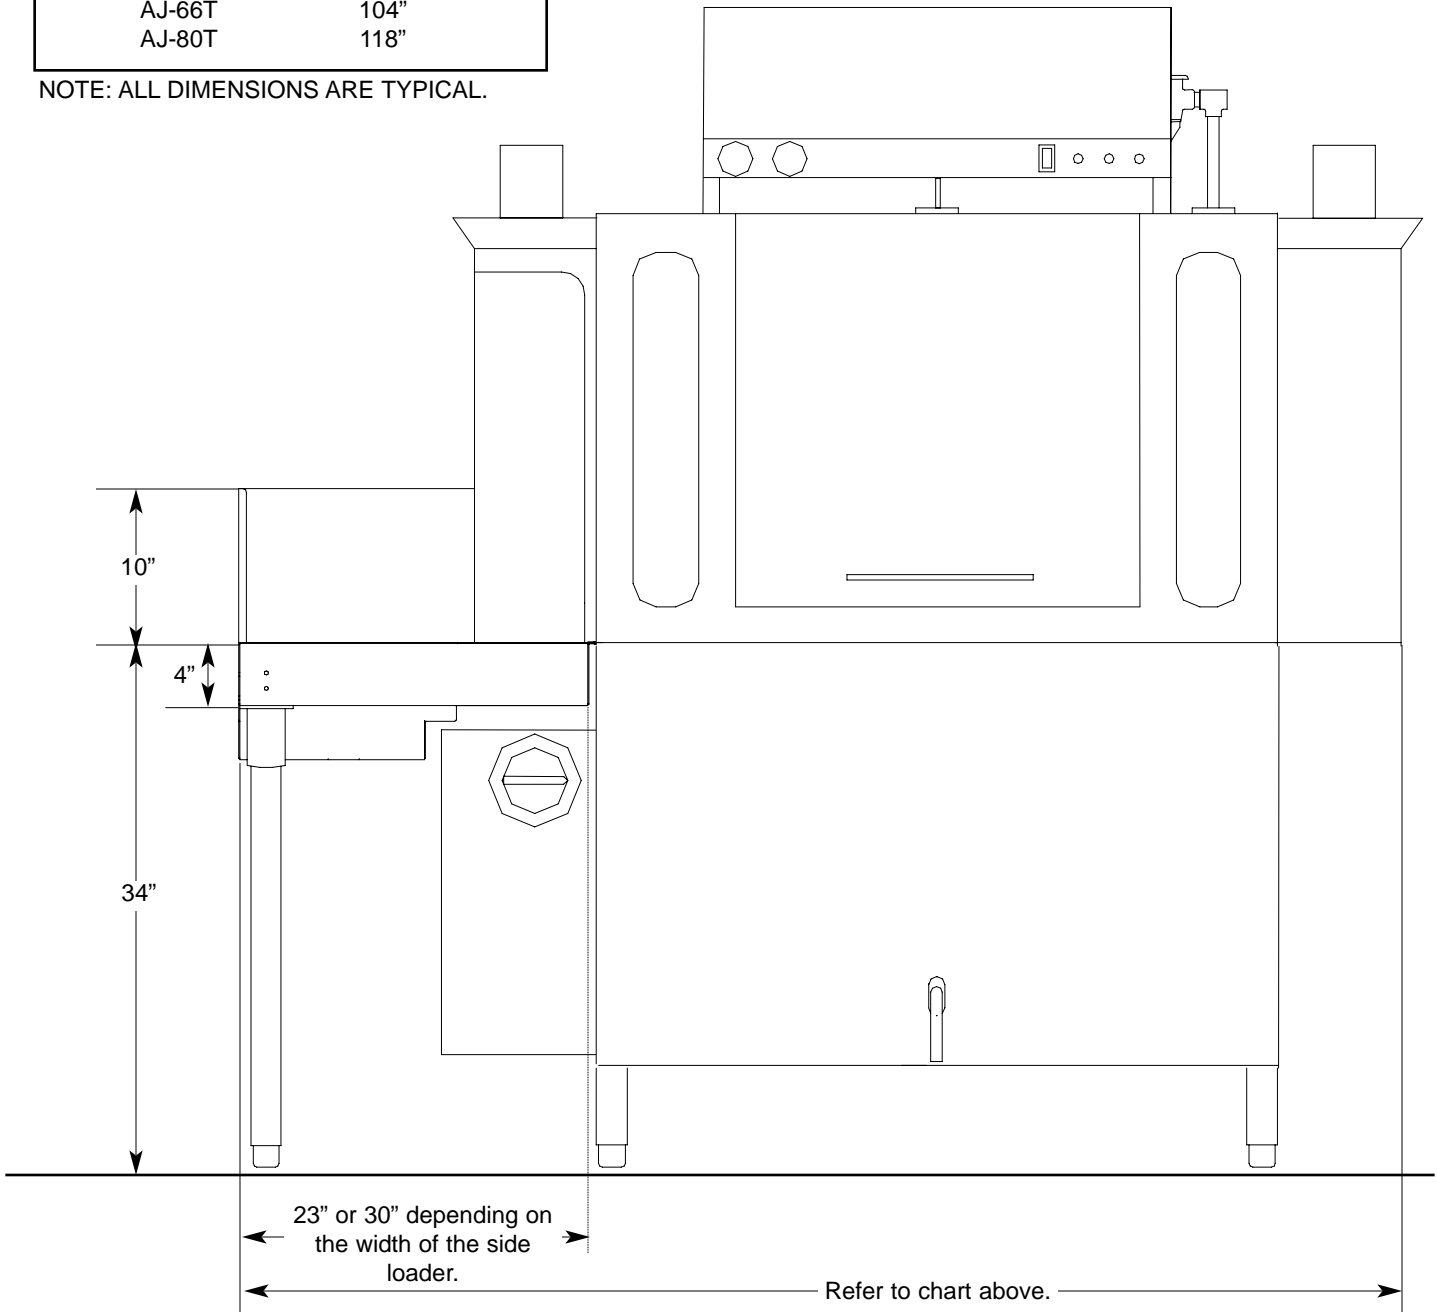 AJ-66T 104”
AJ-80T 118”
NOTE: ALL DIMENSIONS ARE TYPICAL.
10”
4”
34”
23” or 30” depending on
the width of the side
loader.
Refer to chart above.